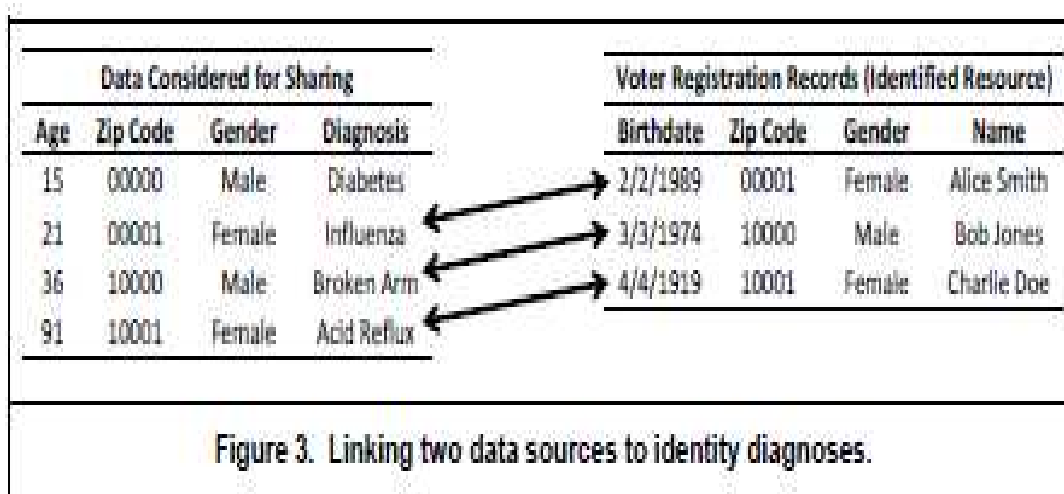 Data Considered for Sharing
Age Zip Code Gender Diagnosis
15 00000 Male Diabetes
21 00001 Female Influenza
36 10000 Male Broken Arm
91 10001 Female Acid Reflux
Voter Registration Records (Identified Resource)
Birthdate Zip Code Gender Name
2/2/1989 00001 Female Alice Smith
3/3/1974 10000 Male Bob Jones
4/4/1919 10001 Female Charlie Doe
Figure 3. Linking two data sources to identity diagnoses.